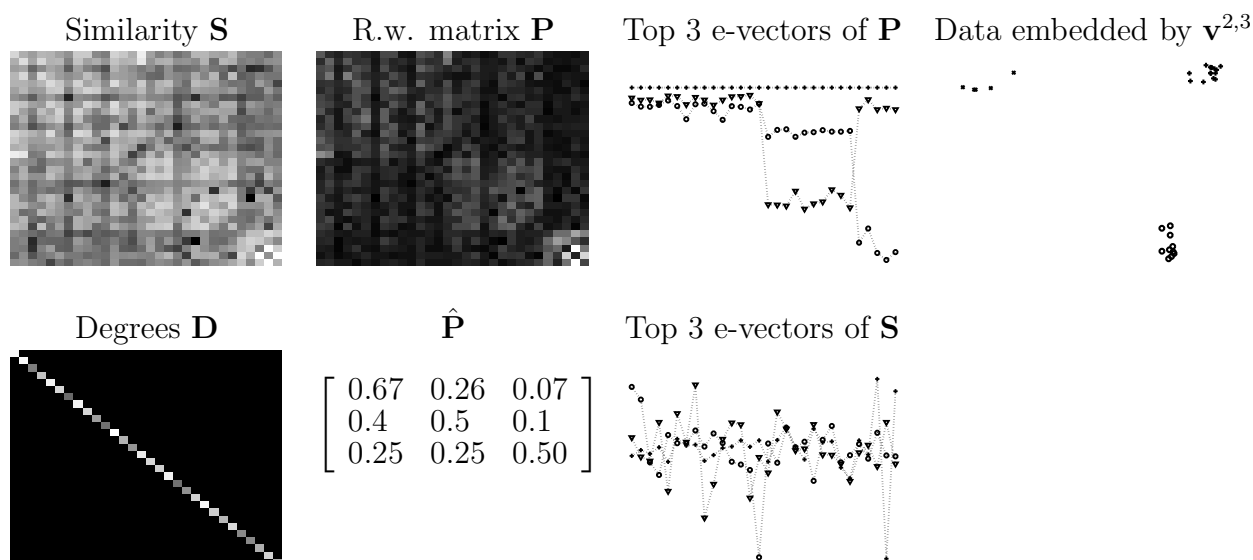 Similarity S
R.w. matrix P
Top 3 e-vectors of P
Data embedded by v^{2,3}
Degrees D
P̂
Top 3 e-vectors of S
0.67 0.26 0.07
0.4 0.5 0.1
0.25 0.25 0.50